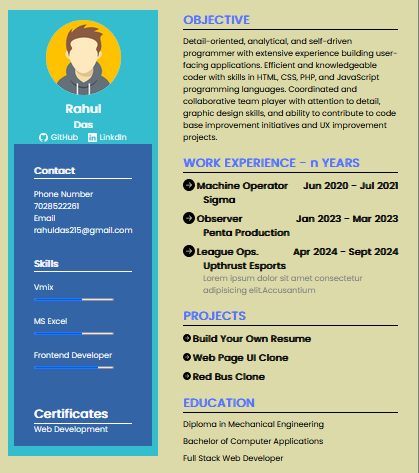 Rahul
Das
GitHub LinkdIn
Contact
Phone Number
7028522261
Email
rahuldas215@gmail.com
Skills
Vmix
MS Excel
Frontend Developer
Certificates
Web Development
OBJECTIVE
Detail-oriented, analytical, and self-driven
programmer with extensive experience building user-
facing applications. Efficient and knowledgeable
coder with skills in HTML, CSS, PHP, and JavaScript
programming languages. Coordinated and
collaborative team player with attention to detail,
graphic design skills, and ability to contribute to code
base improvement initiatives and UX improvement
projects.
WORK EXPERIENCE - n YEARS
Machine Operator Jun 2020 - Jul 2021
Sigma
Observer Jan 2023 - Mar 2023
Penta Production
League Ops. Apr 2024 - Sept 2024
Upthrust Esports
Lorem ipsum dolor sit amet consectetur
adipisicing elit.Accusantium
PROJECTS
Build Your Own Resume
Web Page UI Clone
Red Bus Clone
EDUCATION
Diploma in Mechanical Engineering
Bachelor of Computer Applications
Full Stack Web Developer